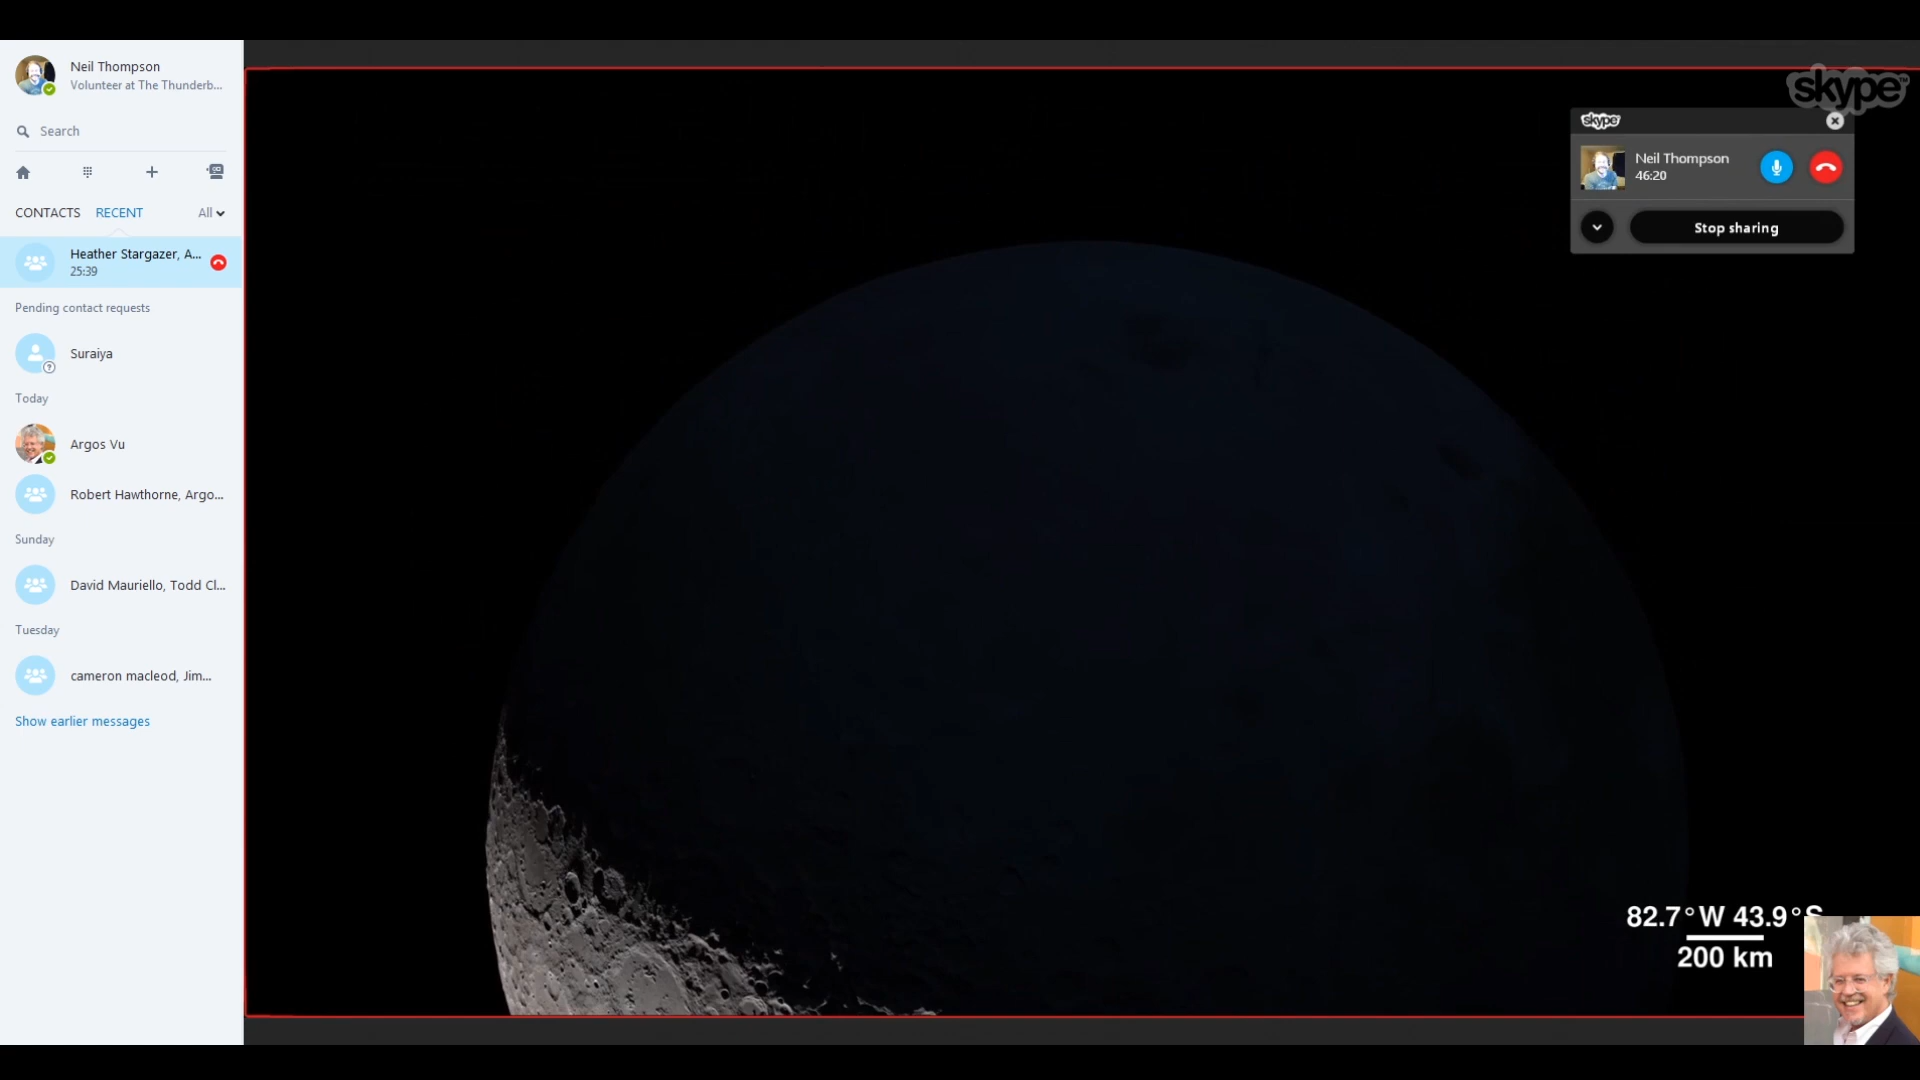 Neil Thompson
Volunteer at The Thunderb...
Search
CONTACTS RECENT All
Heather Stargazer, A...
25:39
Pending contact requests
Suraiya
Today
Argos Vu
Robert Hawthorne, Argo...
Sunday
David Mauriello, Todd Cl...
Tuesday
cameron macleod, Jim...
Show earlier messages
skype™
skype
Neil Thompson
46:20
Stop sharing
82.7°W 43.9°S
200 km